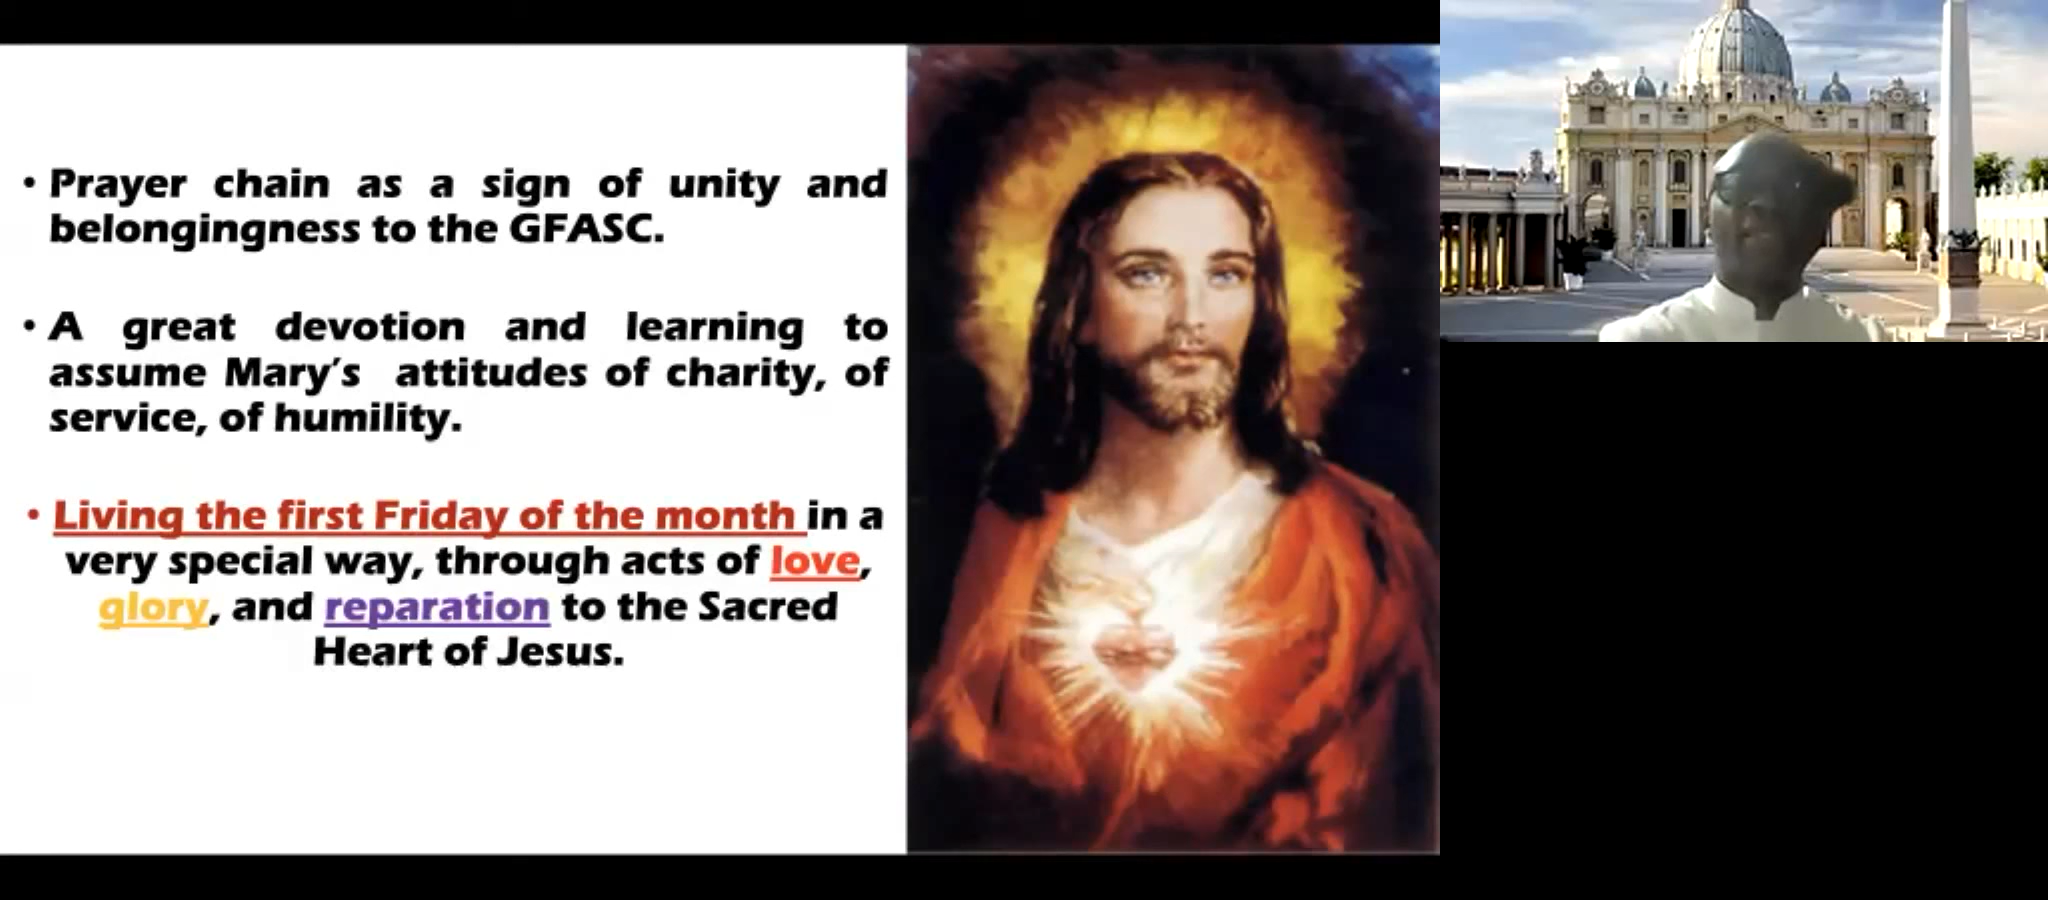 • Prayer chain as a sign of unity and
belongingness to the GFASC.
• A great devotion and learning to
assume Mary's attitudes of charity, of
service, of humility.
• Living the first Friday of the month in a
very special way, through acts of love,
glory, and reparation to the Sacred
Heart of Jesus.